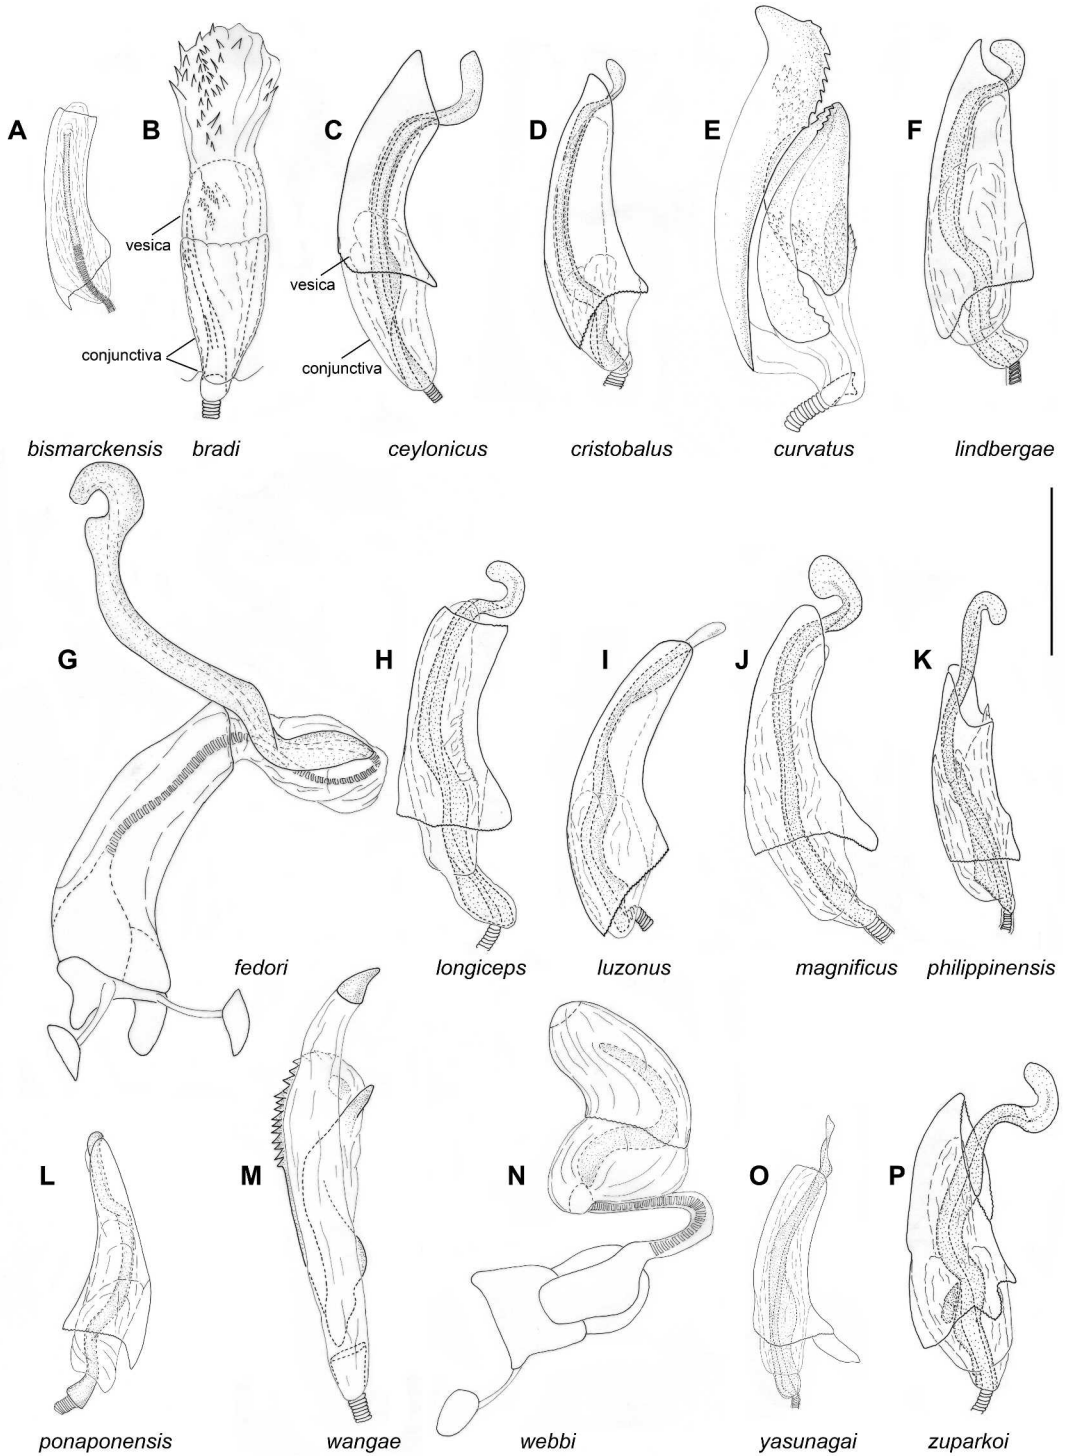 A B C D E F
vesica
vesica
conjunctiva
conjunctiva
bismarckensis bradi ceylonicus cristobalus curvatus lindbergae
G H I J K
fedori longiceps luzonus magnificus philippinensis
L M N O P
ponaponensis wangae webbi yasunagai zuparkoi